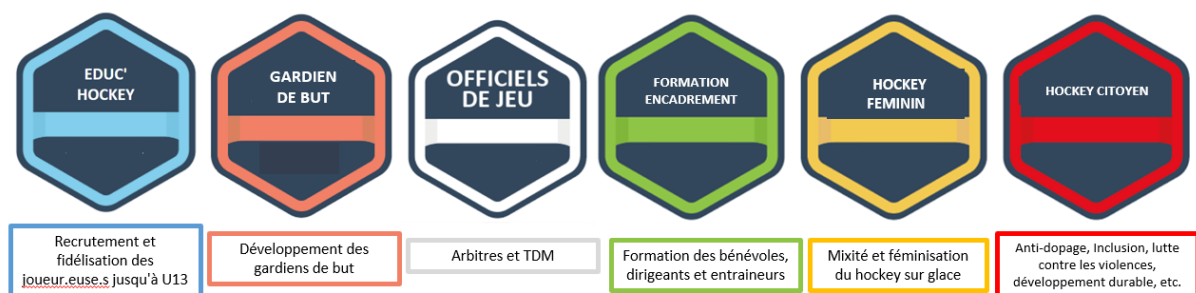 EDUC'
HOCKEY
GARDIEN
DE BUT
OFFICIELS
DE JEU
FORMATION
ENCADREMENT
HOCKEY
FEMININ
HOCKEY CITOYEN
Recrutement et
fidélisation des
joueur.euse.s jusqu'à U13
Développement des
gardiens de but
Arbitres et TDM
Formation des bénévoles,
dirigeants et entraineurs
Mixité et féminisation
du hockey sur glace
Anti-dopage, Inclusion, lutte
contre les violences,
développement durable, etc.